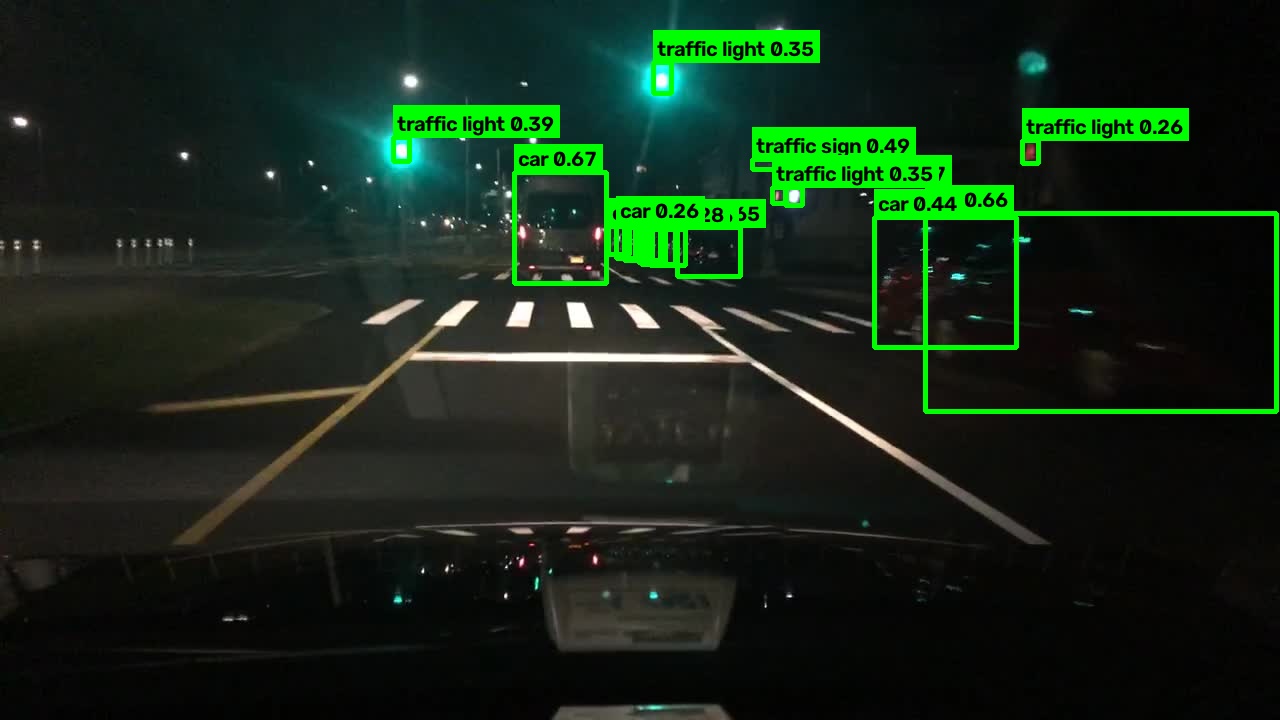 traffic light 0.35
traffic light 0.39
traffic light 0.26
traffic sign 0.49
car 0.67
traffic light 0.35
car 0.44
0.66
car 0.26